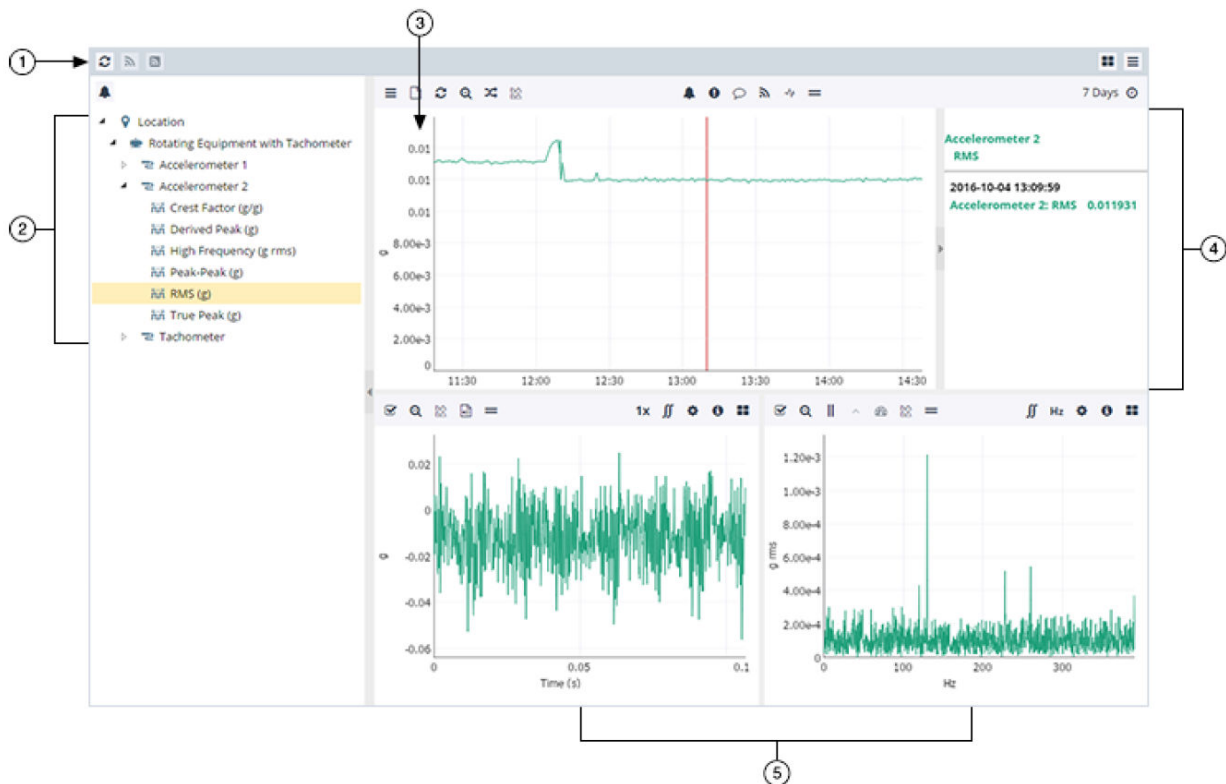 3
1
7 Days
2
Location
Rotating Equipment with Tachometer
Accelerometer 1
Accelerometer 2
Crest Factor (g/g)
Derived Peak (g)
High Frequency (g rms)
Peak-Peak (g)
RMS (g)
True Peak (g)
Tachometer
0.01
0.01
0.01
8.00e-3
6.00e-3
4.00e-3
2.00e-3
0
g
11:30 12:00 12:30 13:00 13:30 14:00 14:30
Accelerometer 2
RMS
2016-10-04 13:09:59
Accelerometer 2: RMS 0.011931
4
1x
0.02
0
-0.02
-0.04
-0.06
g
0 0.05 0.1
Time (s)
Hz
1.20e-3
1.00e-3
8.00e-4
6.00e-4
4.00e-4
2.00e-4
0
g rms
0 100 200 300
Hz
5